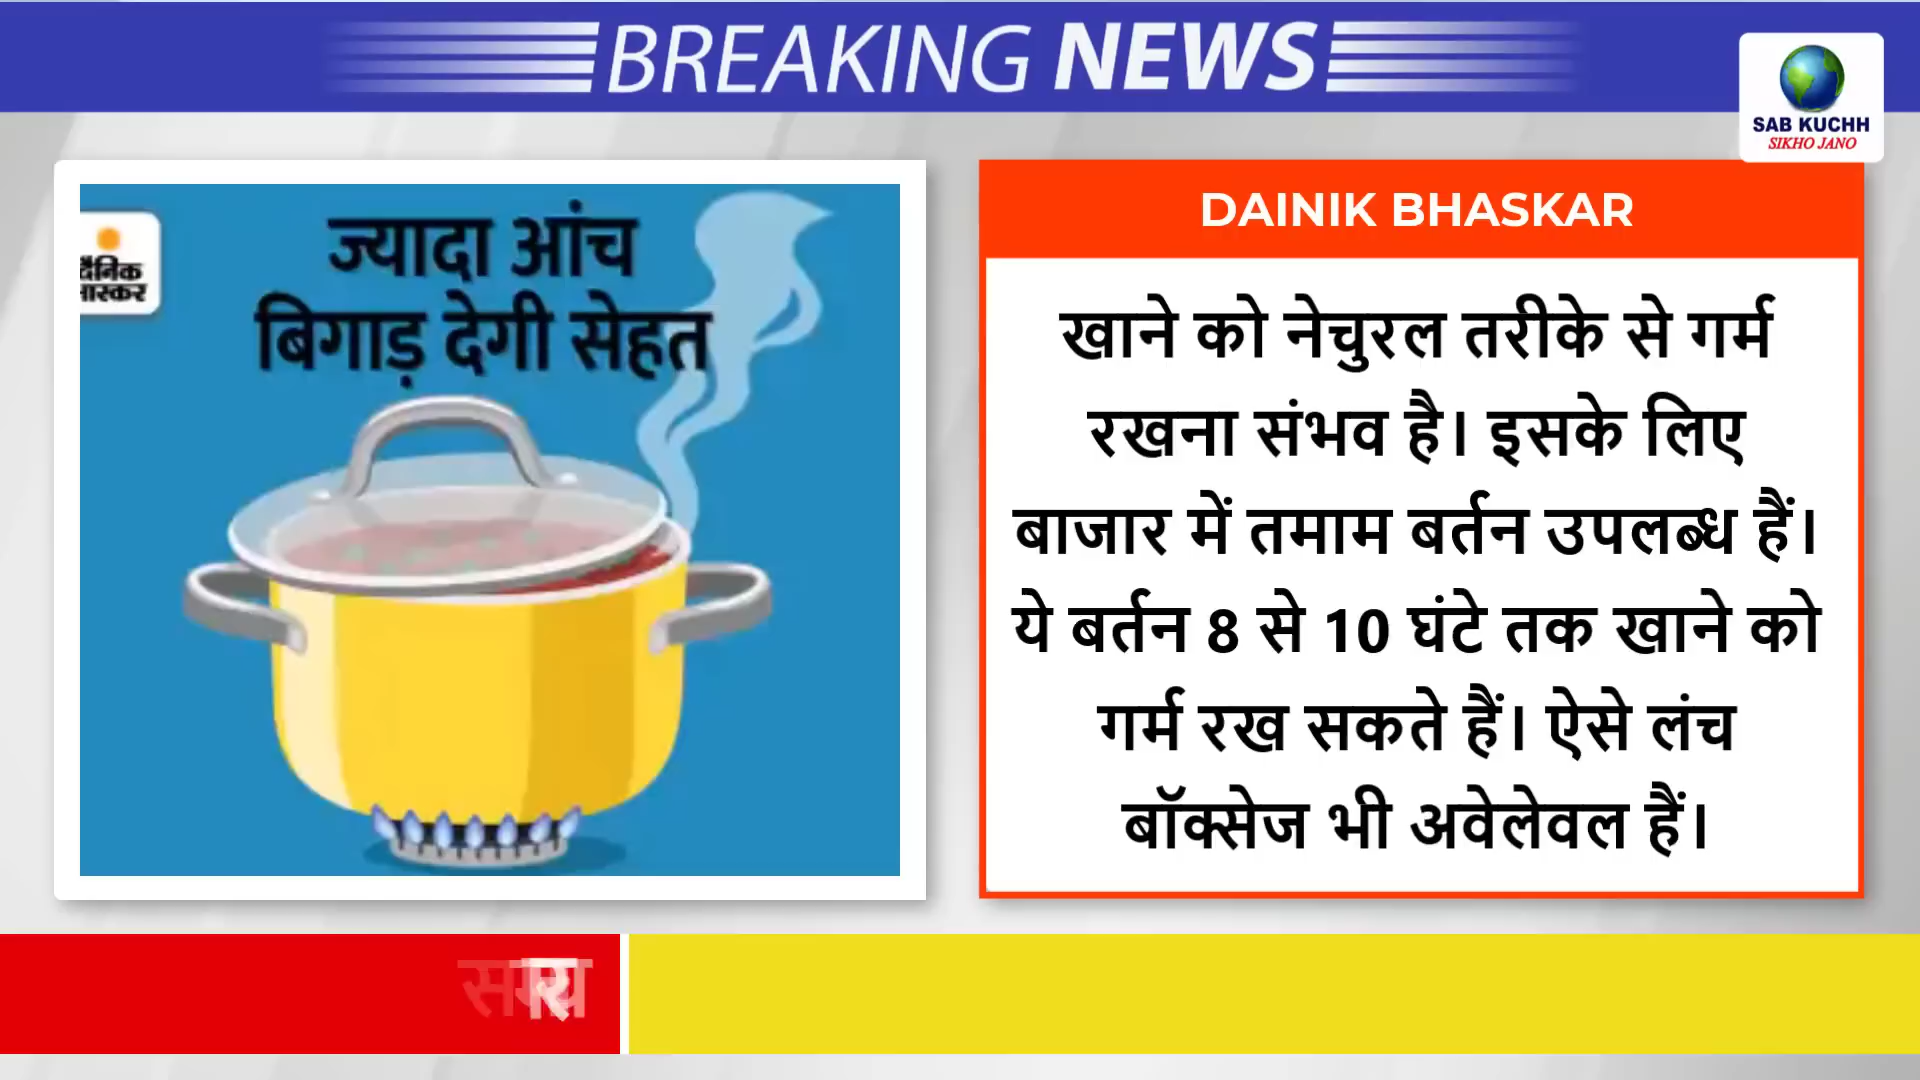 BREAKING NEWS
SAB KUCHH
SIKHO JANO
दैनिक
भास्कर
ज्यादा आंच
बिगाड़ देगी सेहत
DAINIK BHASKAR
खाने को नेचुरल तरीके से गर्म
रखना संभव है। इसके लिए
बाजार में तमाम बर्तन उपलब्ध हैं।
ये बर्तन 8 से 10 घंटे तक खाने को
गर्म रख सकते हैं। ऐसे लंच
बॉक्सेज भी अवेलेवल हैं।